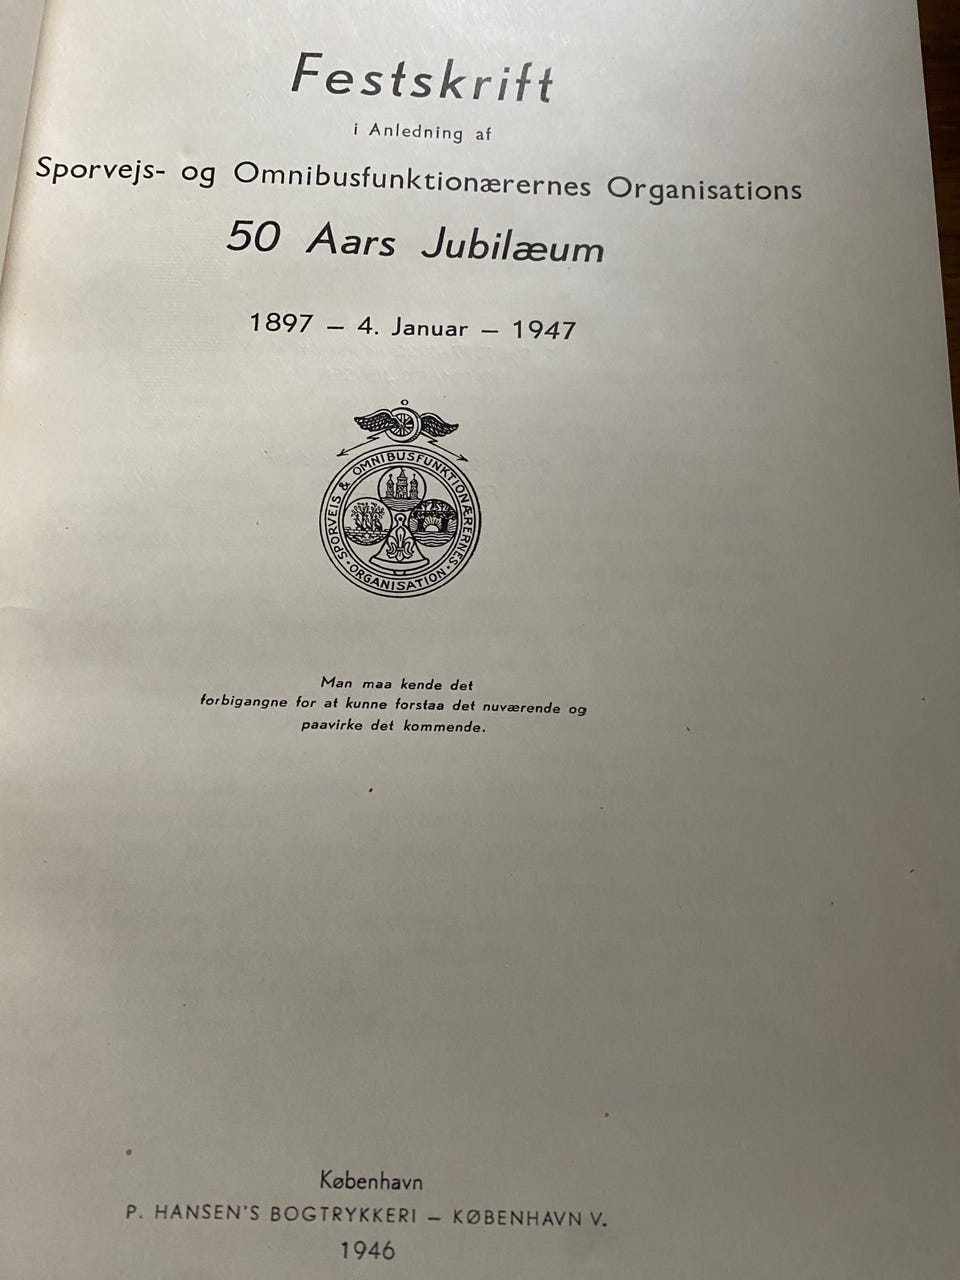 Festskrift
i Anledning af
Sporvejs- og Omnibusfunktionærernes Organisations
50 Aars Jubilæum
1897 – 4. Januar – 1947
SPORVEJS & OMNIBUSFUNKTIONÆRERNES
· ORGANISATION ·
Man maa kende det
forbigangne for at kunne forstaa det nuværende og
paavirke det kommende.
København
P. HANSEN'S BOGTRYKKERI – KØBENHAVN V.
1946